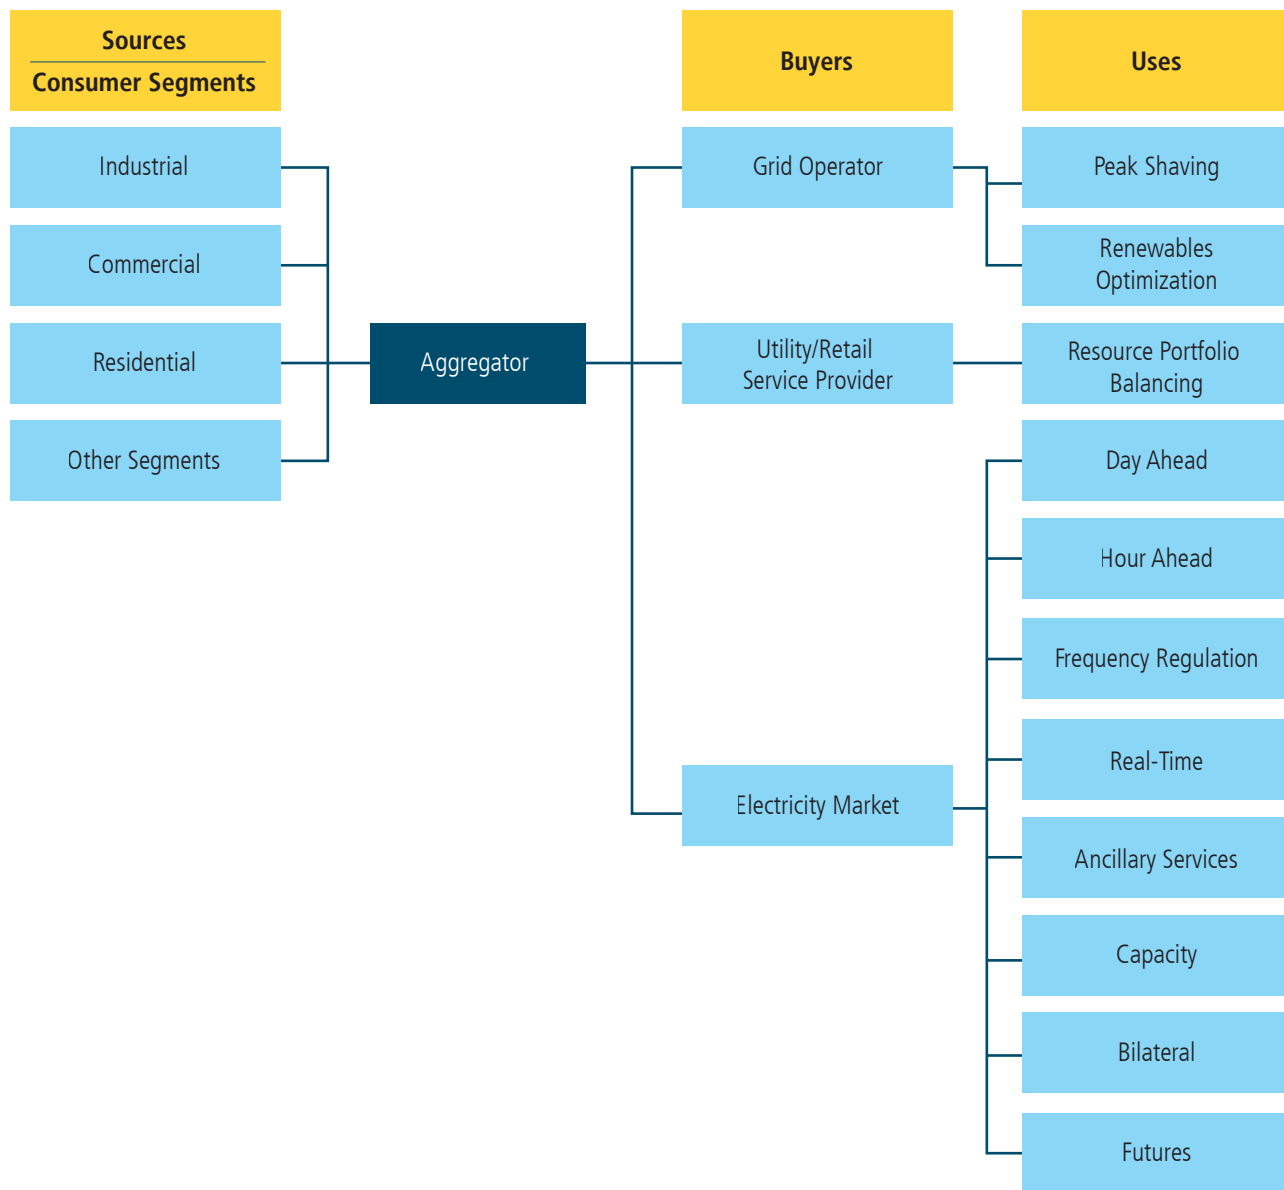 Sources
Consumer Segments
Buyers
Uses
Industrial
Commercial
Residential
Other Segments
Aggregator
Grid Operator
Utility/Retail
Service Provider
Electricity Market
Peak Shaving
Renewables
Optimization
Resource Portfolio
Balancing
Day Ahead
Hour Ahead
Frequency Regulation
Real-Time
Ancillary Services
Capacity
Bilateral
Futures